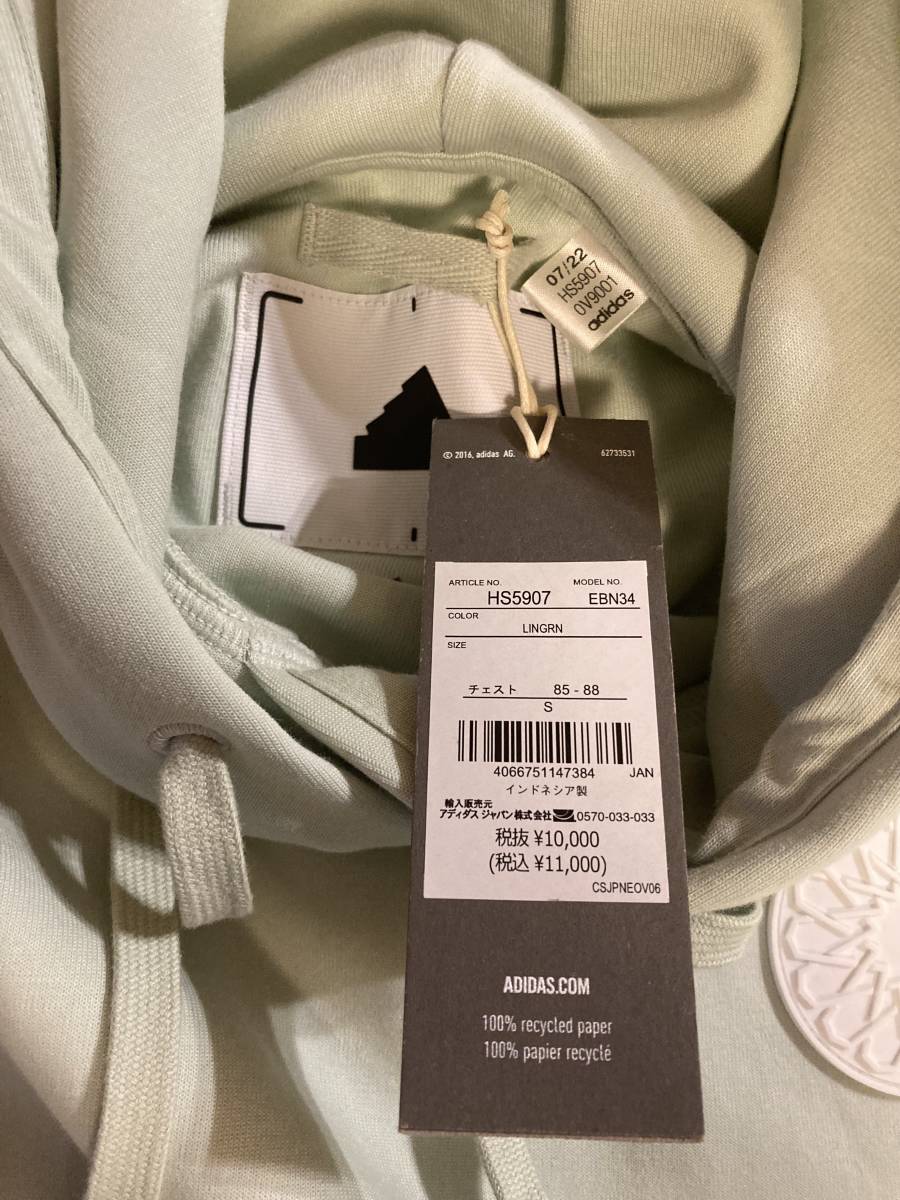 07/22
HS5907
0V9001
adidas
© 2016, adidas AG.
62733531
ARTICLE NO. MODEL NO.
HS5907 EBN34
COLOR
LINGRN
SIZE
チェスト 85 - 88
S
4066751147384 JAN
インドネシア製
輸入販売元
アディダス ジャパン株式会社 0570-033-033
税抜 ¥10,000
(税込 ¥11,000)
CSJPNEOV06
ADIDAS.COM
100% recycled paper
100% papier recyclé